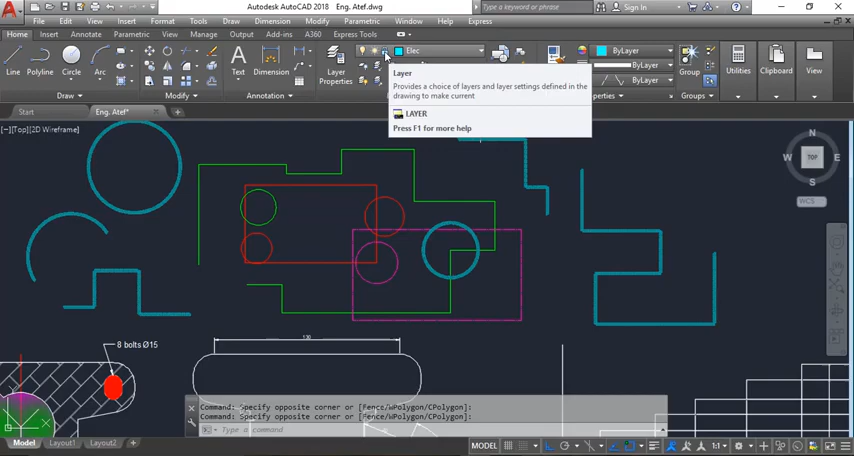 Autodesk AutoCAD 2018 - [Eng. Atef.dwg]
Type a keyword or phrase
Sign In
File Edit View Insert Format Tools Draw Dimension Modify Parametric Window Help Express
Home Insert Annotate Parametric View Manage Output Add-ins A360 Express Tools
Line Polyline Circle Arc
Text Dimension
Layer Properties
Elec
ByLayer
ByLayer
ByLayer
Group
Utilities
Clipboard
View
Draw
Groups
Layer
Provides a choice of layers and layer settings defined in the drawing to make current
LAYER
Press F1 for more help
Start
Eng. Atef*
[−][Top][2D Wireframe]
N
W TOP E
S
WCS
8 bolts Ø15
Command: Specify opposite corner or [Fence/WPolygon/CPolygon]:
Command: Specify opposite corner or [Fence/WPolygon/CPolygon]:
Type a command
Model Layout1 Layout2
MODEL
1:1